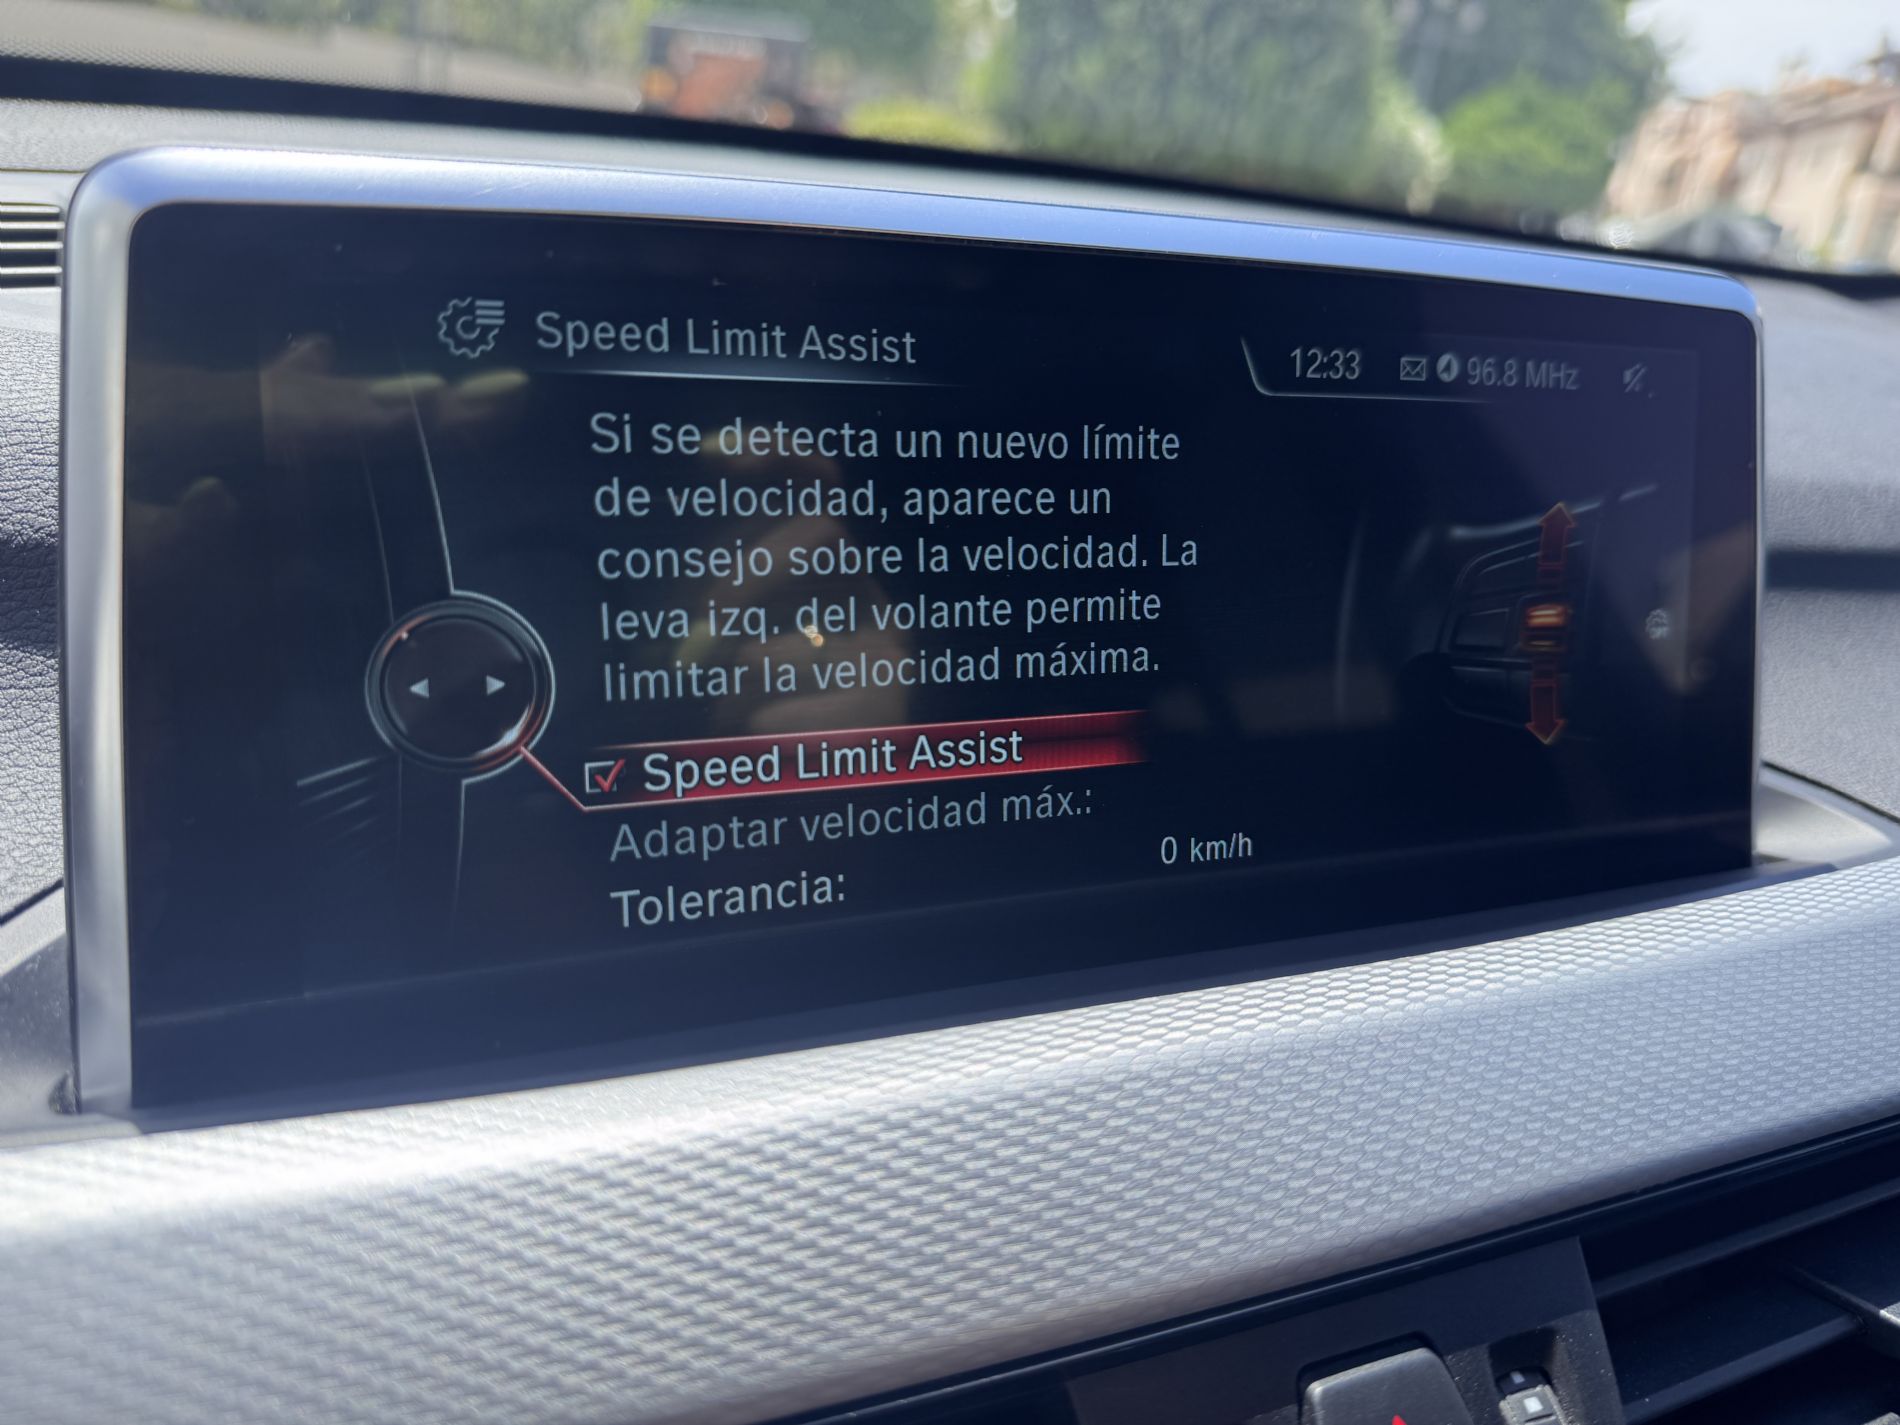 Speed Limit Assist
12:33 96.8 MHz
Si se detecta un nuevo límite
de velocidad, aparece un
consejo sobre la velocidad. La
leva izq. del volante permite
limitar la velocidad máxima.
Speed Limit Assist
Adaptar velocidad máx.:
Tolerancia: 0 km/h